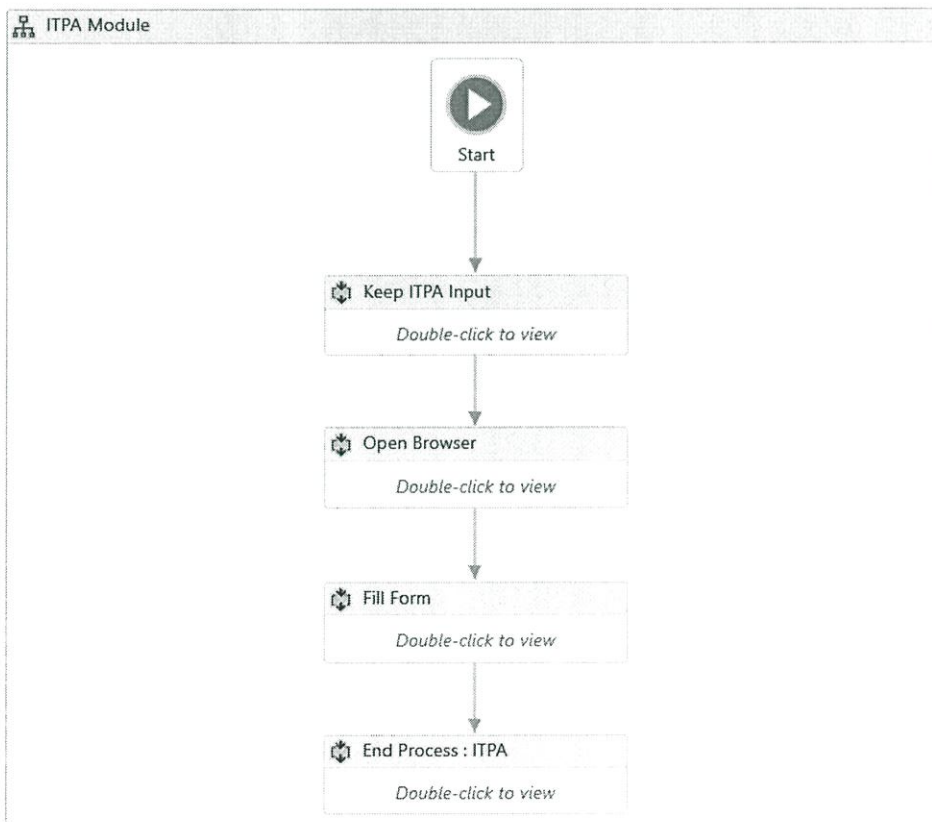 ITPA Module
Start
Keep ITPA Input
Double-click to view
Open Browser
Double-click to view
Fill Form
Double-click to view
End Process : ITPA
Double-click to view